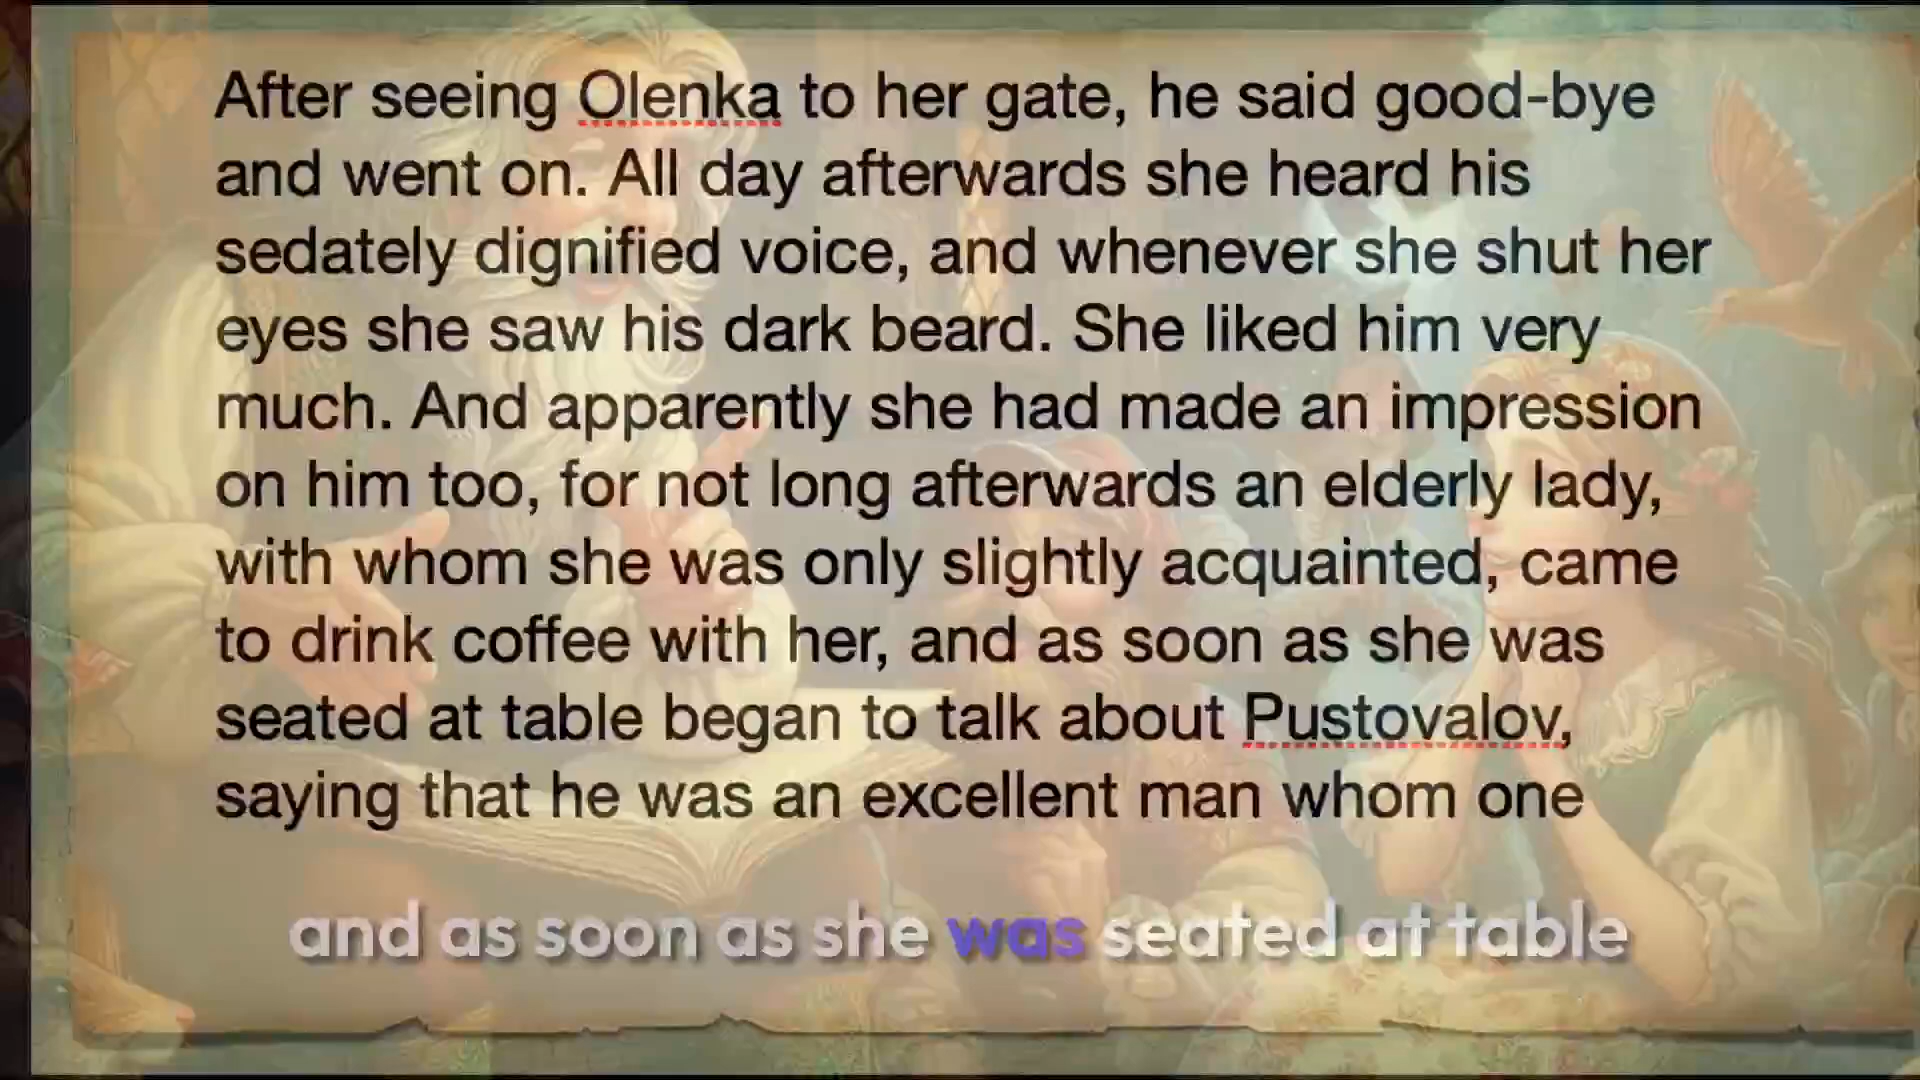 After seeing Olenka to her gate, he said good-bye
and went on. All day afterwards she heard his
sedately dignified voice, and whenever she shut her
eyes she saw his dark beard. She liked him very
much. And apparently she had made an impression
on him too, for not long afterwards an elderly lady,
with whom she was only slightly acquainted, came
to drink coffee with her, and as soon as she was
seated at table began to talk about Pustovalov,
saying that he was an excellent man whom one
and as soon as she was seated at table